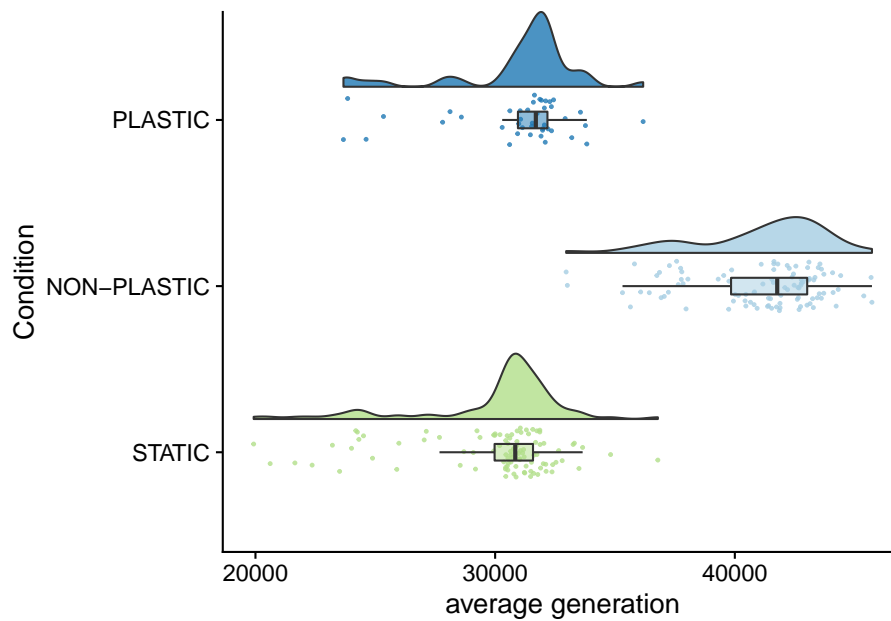 PLASTIC
NON−PLASTIC
STATIC
Condition
20000 30000 40000
average generation